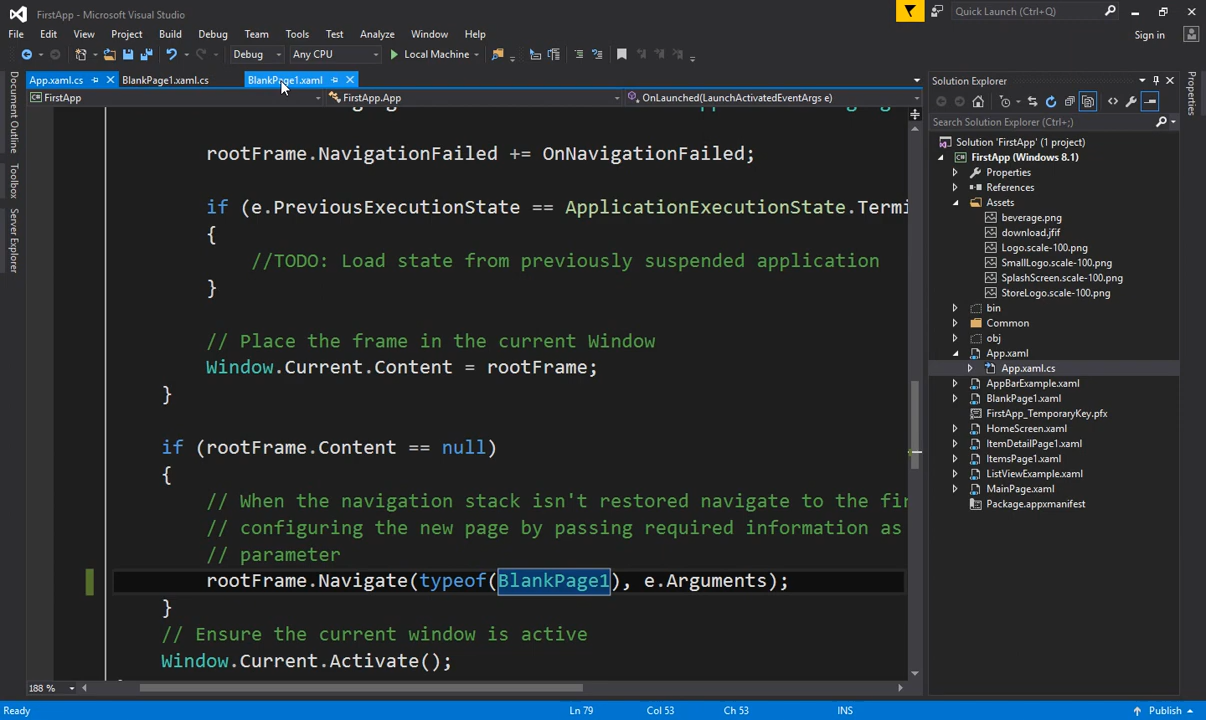 FirstApp - Microsoft Visual Studio
Quick Launch (Ctrl+Q)
File Edit View Project Build Debug Team Tools Test Analyze Window Help
Sign in
Debug Any CPU Local Machine
App.xaml.cs BlankPage1.xaml.cs BlankPage1.xaml
FirstApp FirstApp.App OnLaunched(LaunchActivatedEventArgs e)
rootFrame.NavigationFailed += OnNavigationFailed;
if (e.PreviousExecutionState == ApplicationExecutionState.Termi
{
//TODO: Load state from previously suspended application
}
// Place the frame in the current Window
Window.Current.Content = rootFrame;
}
if (rootFrame.Content == null)
{
// When the navigation stack isn't restored navigate to the fir
// configuring the new page by passing required information as
// parameter
rootFrame.Navigate(typeof(BlankPage1), e.Arguments);
}
// Ensure the current window is active
Window.Current.Activate();
188 %
Document Outline
Toolbox
Server Explorer
Solution Explorer
Search Solution Explorer (Ctrl+;)
Solution 'FirstApp' (1 project)
FirstApp (Windows 8.1)
Properties
References
Assets
beverage.png
download.jfif
Logo.scale-100.png
SmallLogo.scale-100.png
SplashScreen.scale-100.png
StoreLogo.scale-100.png
bin
Common
obj
App.xaml
App.xaml.cs
AppBarExample.xaml
BlankPage1.xaml
FirstApp_TemporaryKey.pfx
HomeScreen.xaml
ItemDetailPage1.xaml
ItemsPage1.xaml
ListViewExample.xaml
MainPage.xaml
Package.appxmanifest
Properties
Ready Ln 79 Col 53 Ch 53 INS Publish